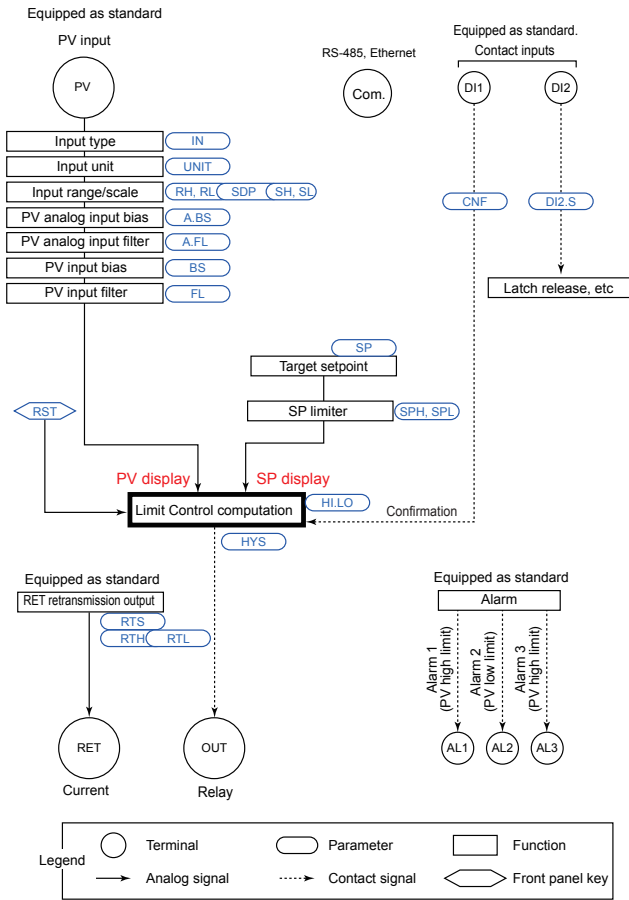 Equipped as standard
PV input
PV
RS-485, Ethernet
Com.
Equipped as standard.
Contact inputs
DI1
DI2
Input type
IN
Input unit
UNIT
Input range/scale
RH, RL
SDP
SH, SL
PV analog input bias
A.BS
PV analog input filter
A.FL
PV input bias
BS
PV input filter
FL
CNF
DI2.S
Latch release, etc
SP
Target setpoint
SP limiter
SPH, SPL
RST
PV display
SP display
Limit Control computation
HI.LO
Confirmation
HYS
Equipped as standard
RET retransmission output
RTS
RTH
RTL
RET
Current
OUT
Relay
Equipped as standard
Alarm
Alarm 1
(PV high limit)
Alarm 2
(PV low limit)
Alarm 3
(PV high limit)
AL1
AL2
AL3
Legend
Terminal
Parameter
Function
Analog signal
Contact signal
Front panel key